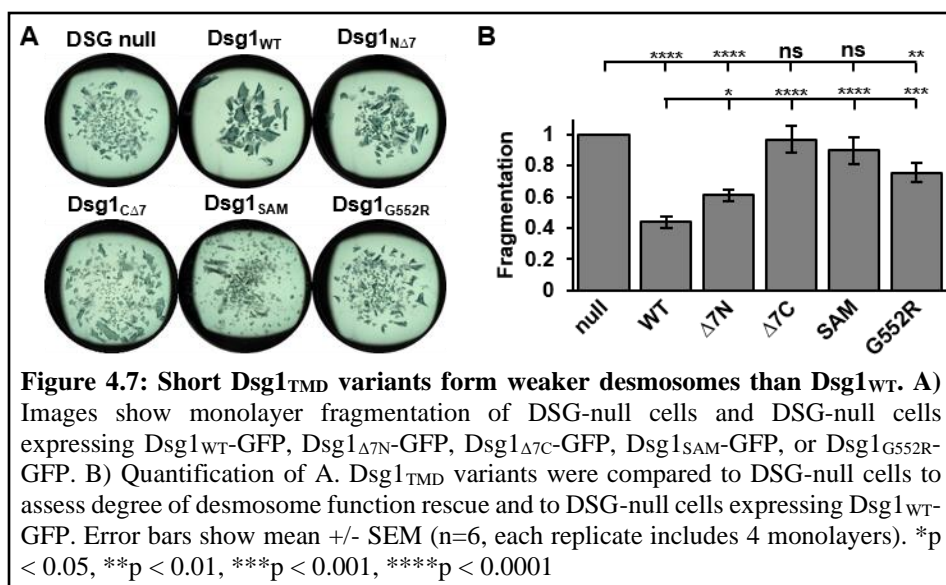 A
DSG null Dsg1WT Dsg1NΔ7
Dsg1CΔ7 Dsg1SAM Dsg1G552R
B
**** **** ns ns **
* **** **** ***
Fragmentation
1
0.8
0.6
0.4
0.2
0
null WT Δ7N Δ7C SAM G552R
Figure 4.7: Short Dsg1TMD variants form weaker desmosomes than Dsg1WT. A)
Images show monolayer fragmentation of DSG-null cells and DSG-null cells
expressing Dsg1WT-GFP, Dsg1Δ7N-GFP, Dsg1Δ7C-GFP, Dsg1SAM-GFP, or Dsg1G552R-
GFP. B) Quantification of A. Dsg1TMD variants were compared to DSG-null cells to
assess degree of desmosome function rescue and to DSG-null cells expressing Dsg1WT-
GFP. Error bars show mean +/- SEM (n=6, each replicate includes 4 monolayers). *p
< 0.05, **p < 0.01, ***p < 0.001, ****p < 0.0001